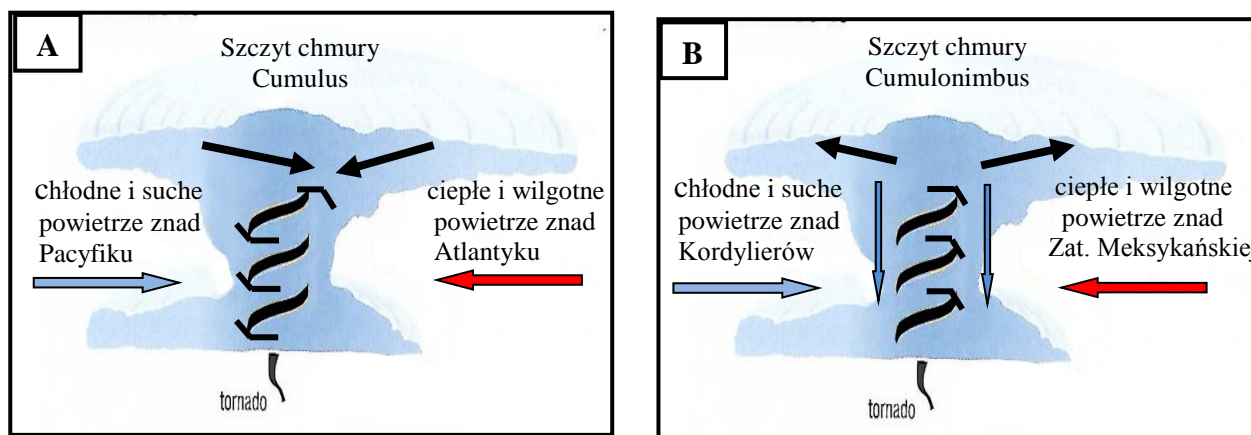 A
Szczyt chmury
Cumulus
chłodne i suche
powietrze znad
Pacyfiku
ciepłe i wilgotne
powietrze znad
Atlantyku
tornado
B
Szczyt chmury
Cumulonimbus
chłodne i suche
powietrze znad
Kordylierów
ciepłe i wilgotne
powietrze znad
Zat. Meksykańskiej
tornado